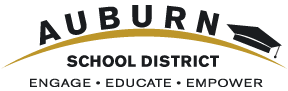 AUBURN
SCHOOL DISTRICT
ENGAGE • EDUCATE • EMPOWER